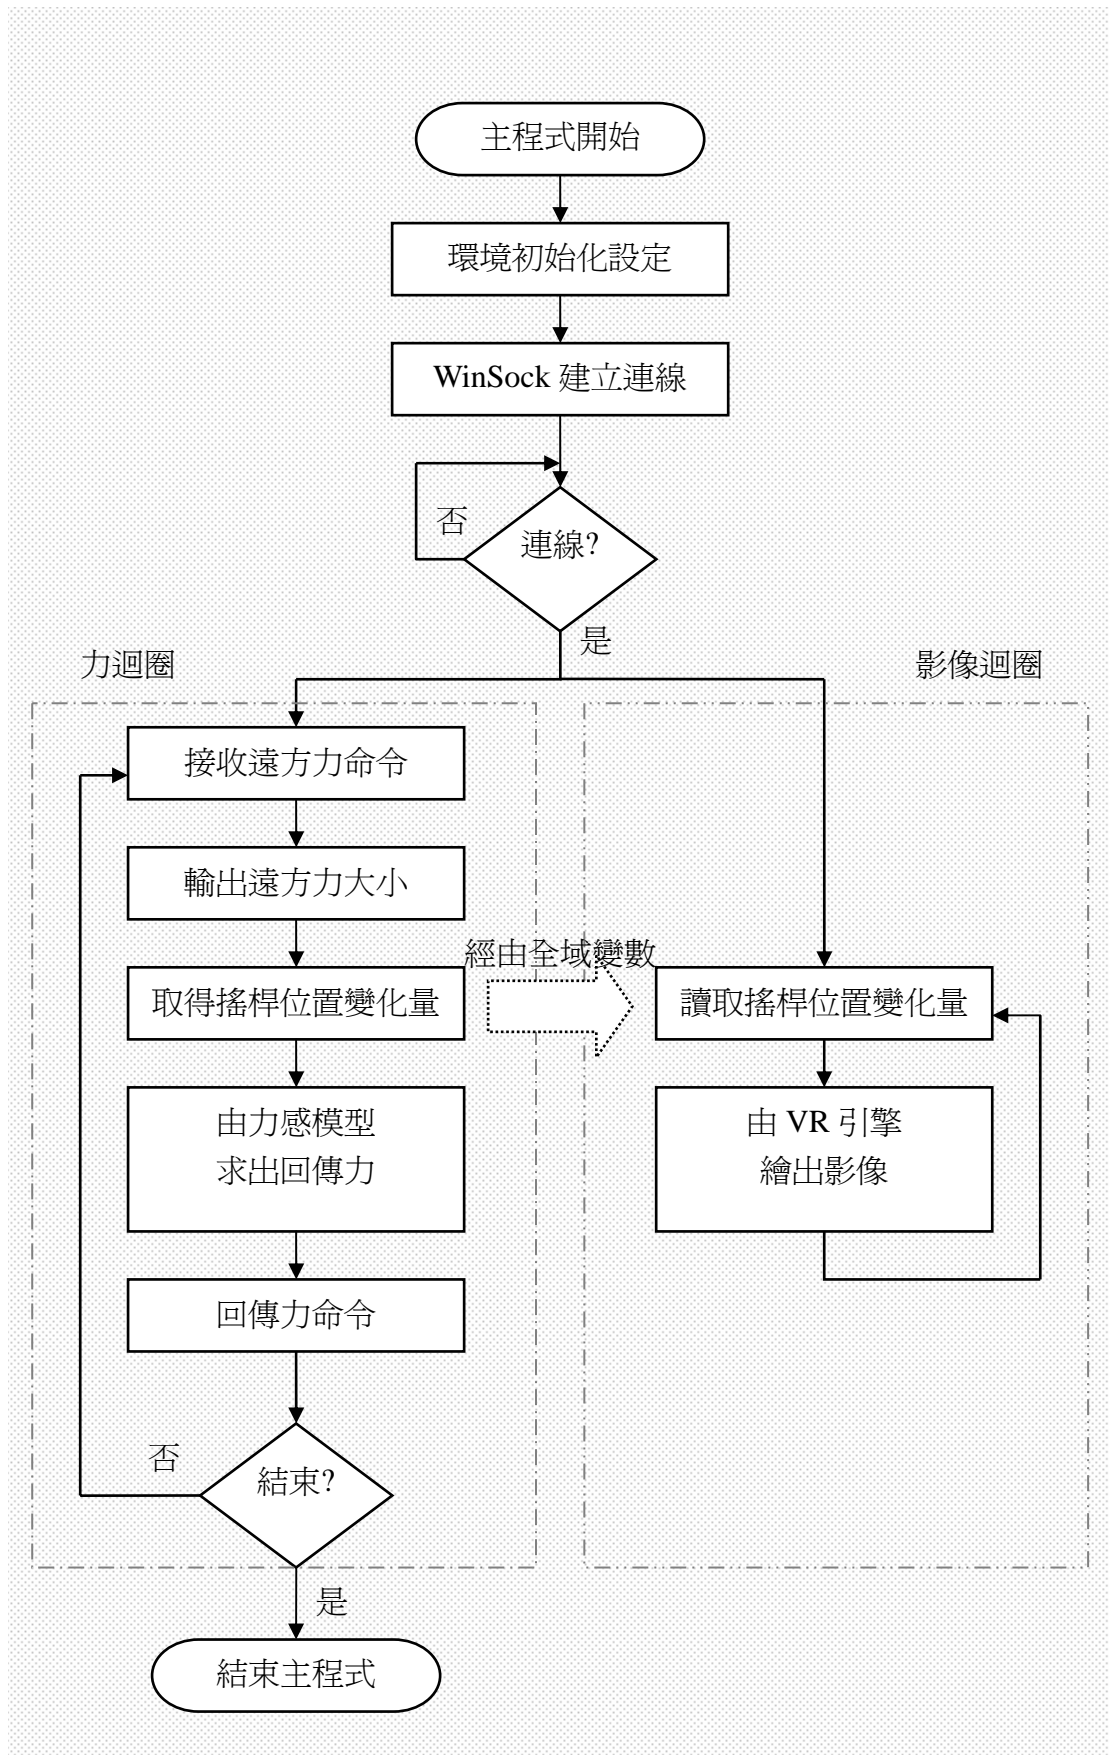 主程式開始
環境初始化設定
WinSock 建立連線
否
連線?
是
力迴圈
影像迴圈
接收遠方力命令
輸出遠方力大小
經由全域變數
取得搖桿位置變化量
讀取搖桿位置變化量
由力感模型
求出回傳力
由 VR 引擎
繪出影像
回傳力命令
否
結束?
是
結束主程式